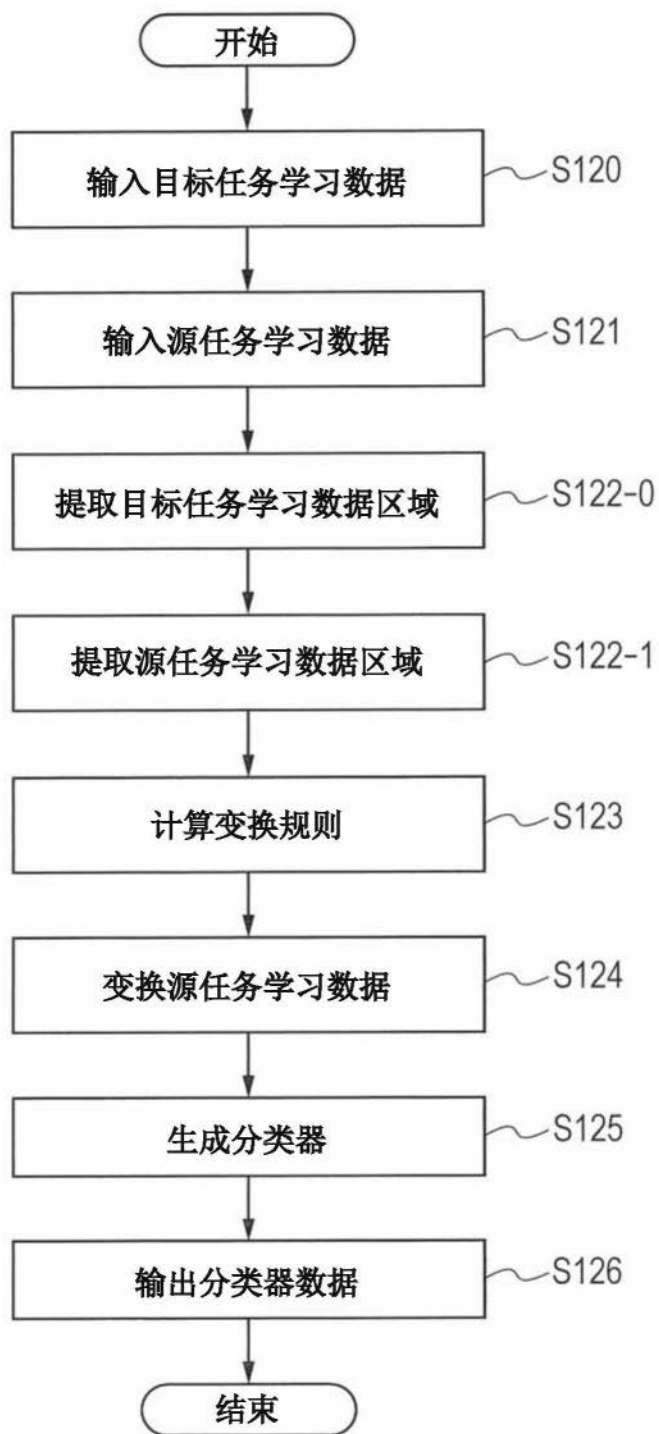 开始
输入目标任务学习数据
S120
输入源任务学习数据
S121
提取目标任务学习数据区域
S122-0
提取源任务学习数据区域
S122-1
计算变换规则
S123
变换源任务学习数据
S124
生成分类器
S125
输出分类器数据
S126
结束